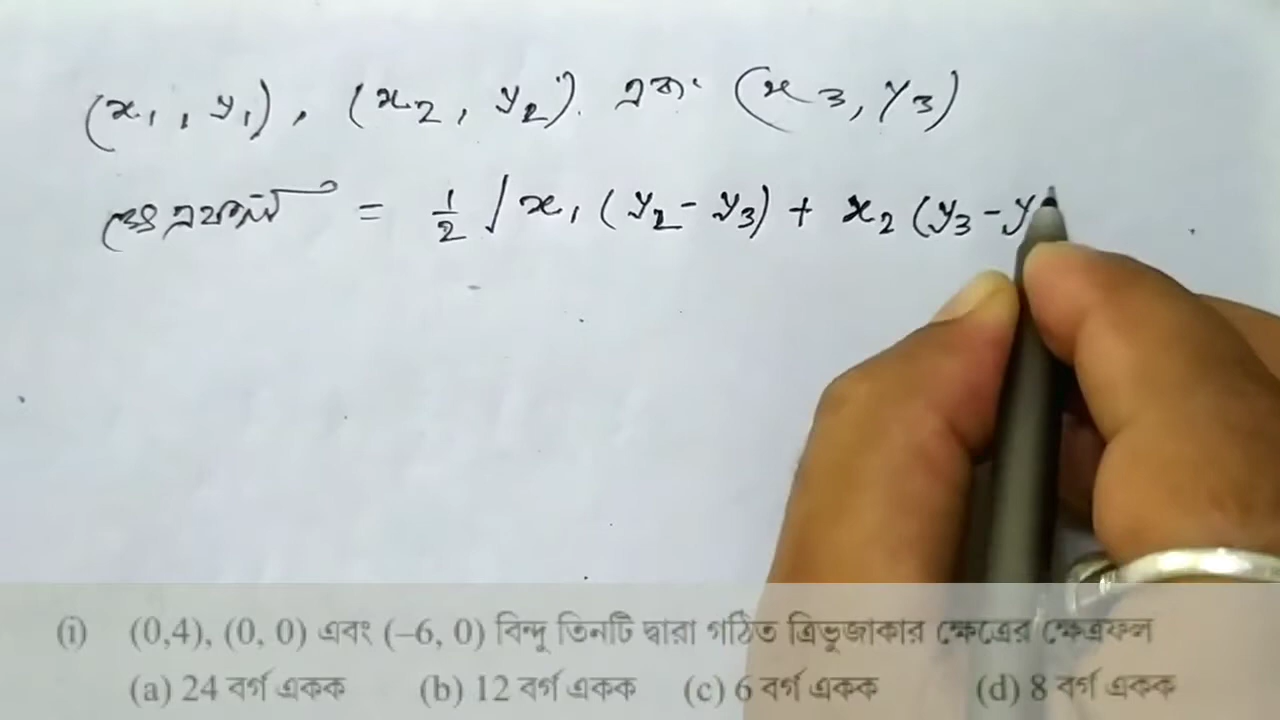 (x₁, y₁), (x₂, y₂). এবং (x₃, y₃)
ক্ষেত্রফল = ½ | x₁ (y₂ - y₃) + x₂ (y₃ - y
(i) (0,4), (0, 0) এবং (–6, 0) বিন্দু তিনটি দ্বারা গঠিত ত্রিভুজাকার ক্ষেত্রের ক্ষেত্রফল
(a) 24 বর্গ একক (b) 12 বর্গ একক (c) 6 বর্গ একক (d) 8 বর্গ একক